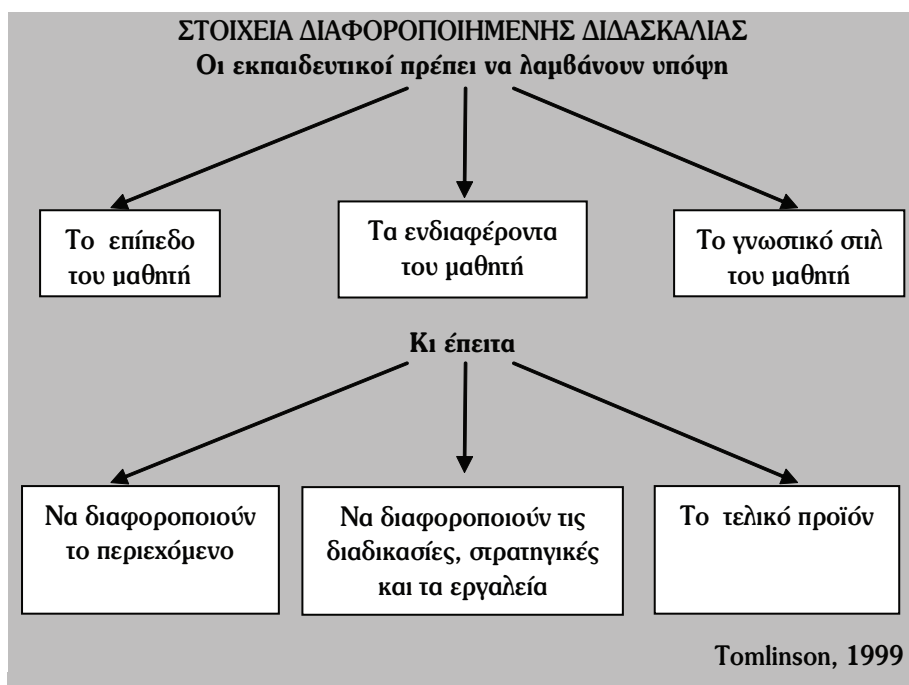 ΣΤΟΙΧΕΙΑ ΔΙΑΦΟΡΟΠΟΙΗΜΕΝΗΣ ΔΙΔΑΣΚΑΛΙΑΣ
Οι εκπαιδευτικοί πρέπει να λαμβάνουν υπόψη
Το επίπεδο
του μαθητή
Τα ενδιαφέροντα
του μαθητή
Το γνωστικό στιλ
του μαθητή
Κι έπειτα
Να διαφοροποιούν
το περιεχόμενο
Να διαφοροποιούν τις
διαδικασίες, στρατηγικές
και τα εργαλεία
Το τελικό προϊόν
Tomlinson, 1999